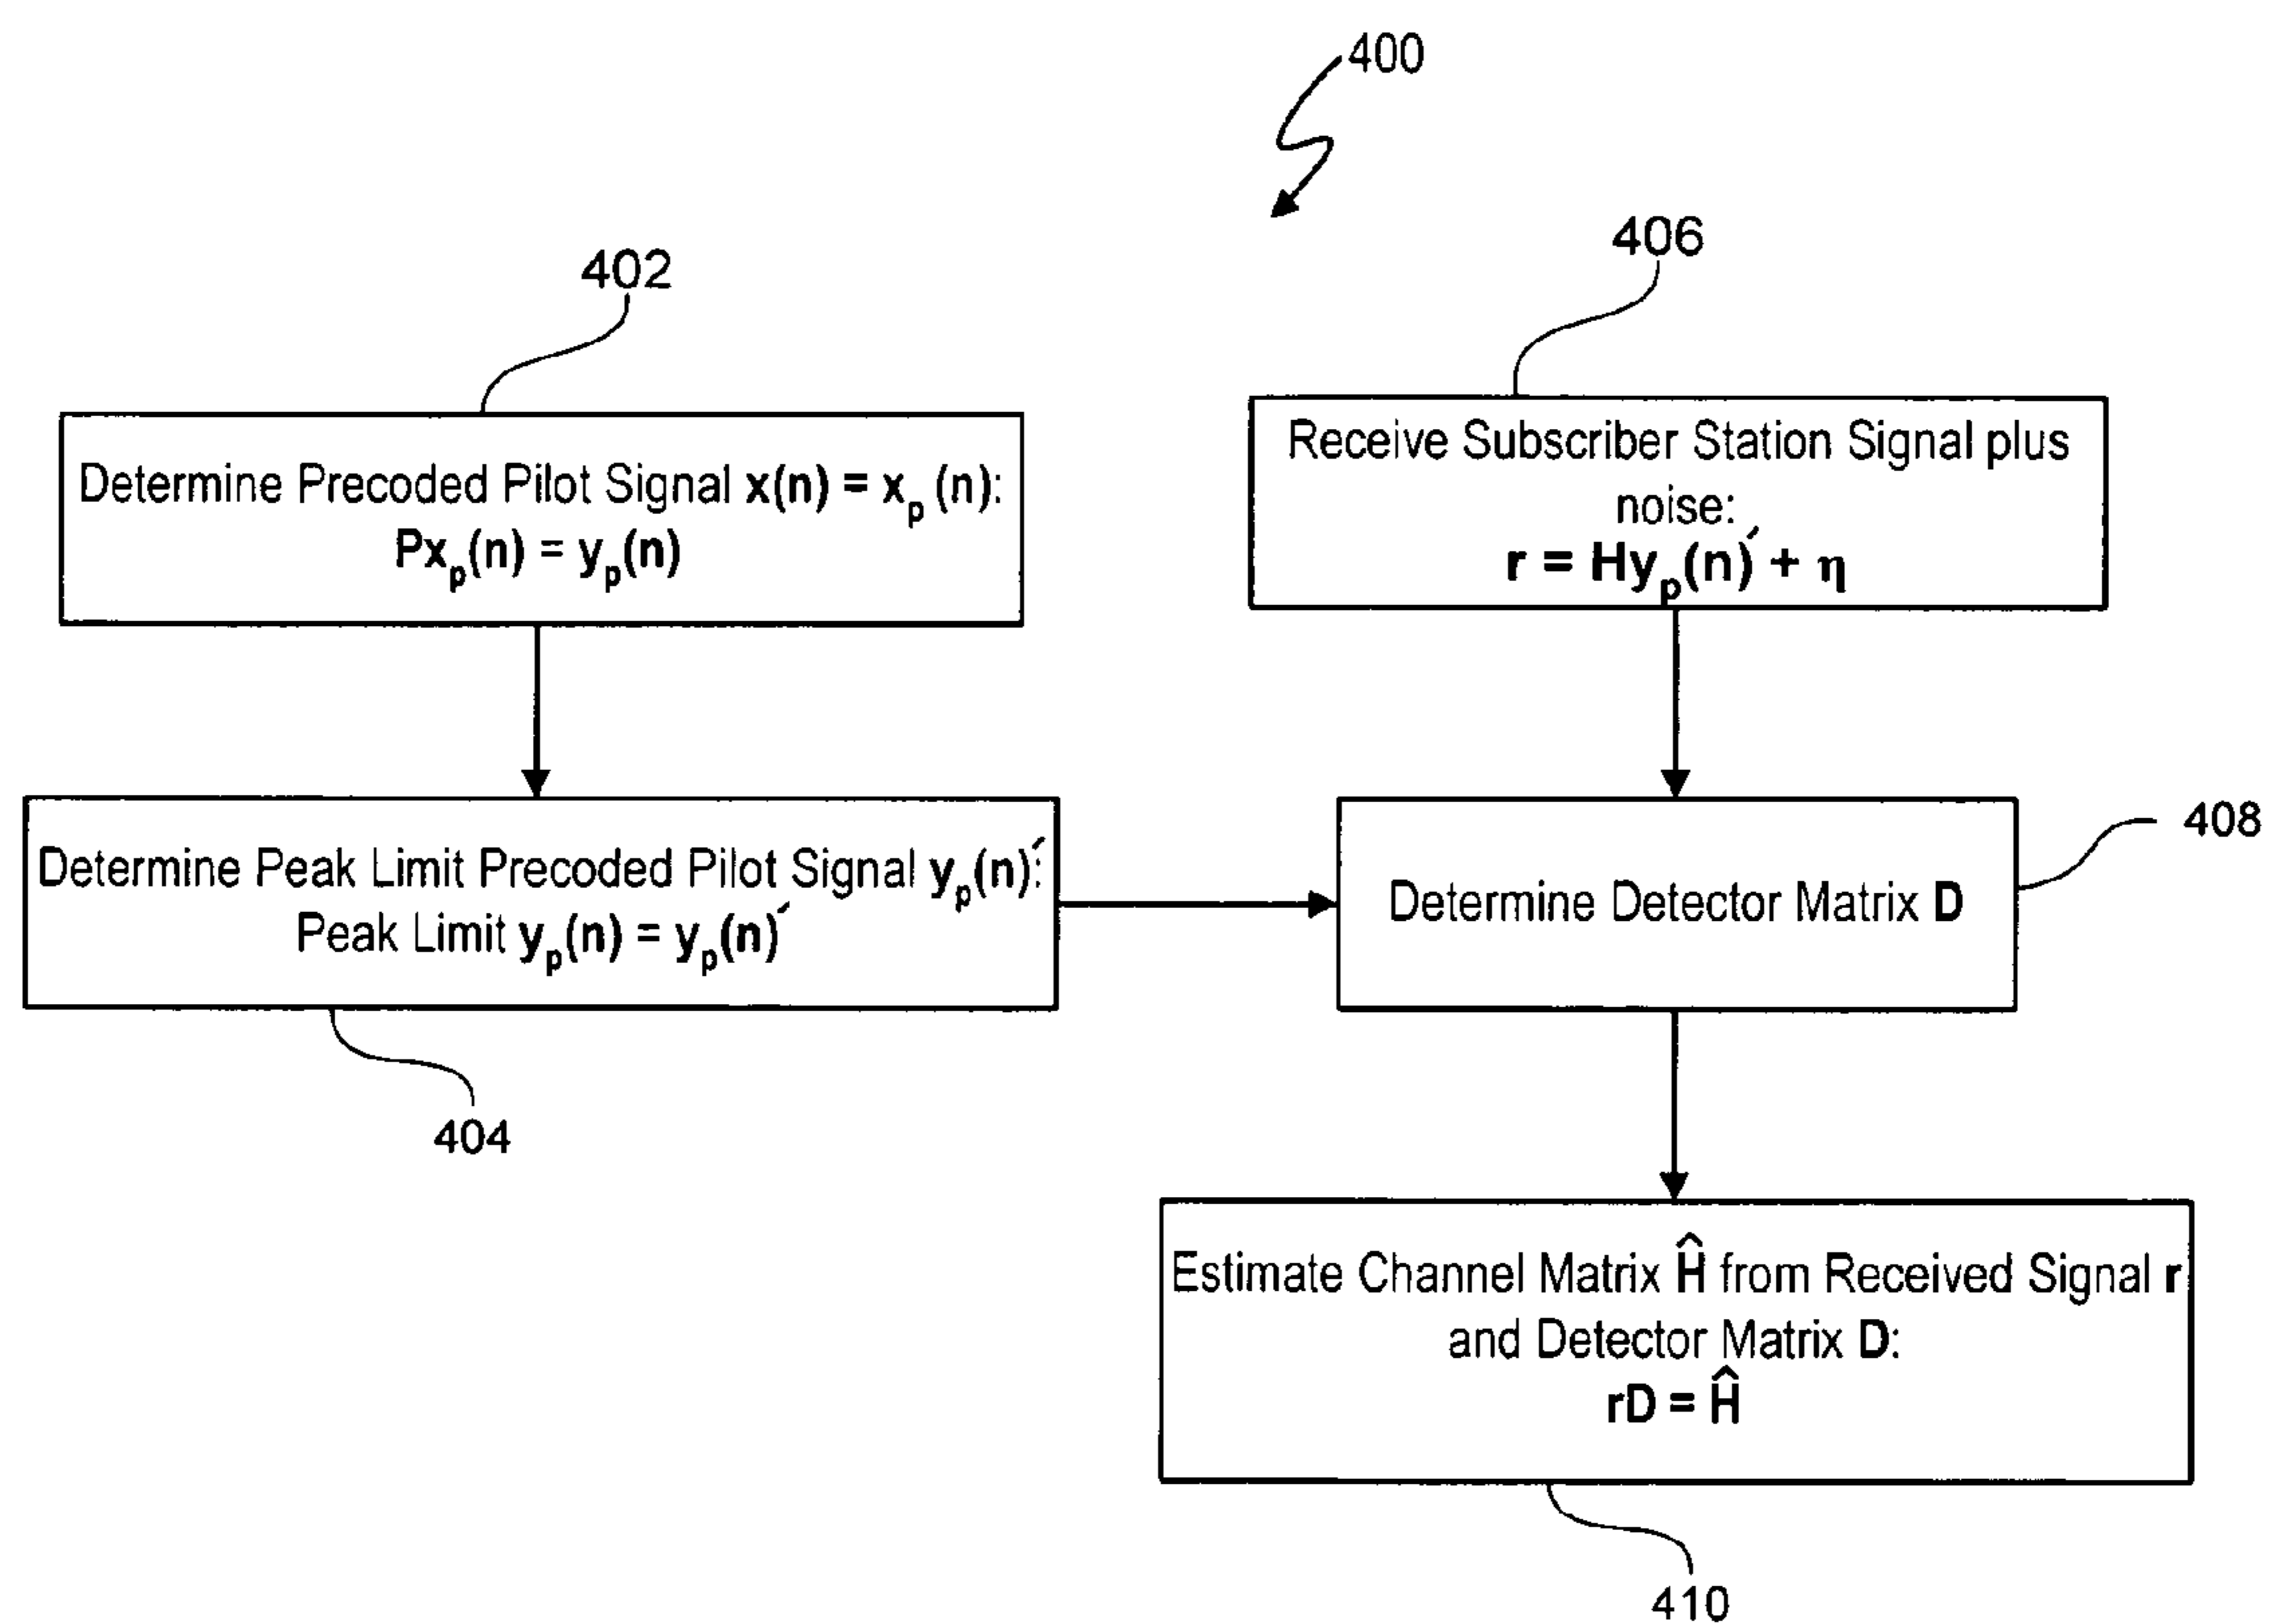 400
402
406
Determine Precoded Pilot Signal x(n) = xₚ (n):
Pxₚ(n) = yₚ(n)
Receive Subscriber Station Signal plus
noise:
r = Hyₚ(n)´ + η
Determine Peak Limit Precoded Pilot Signal yₚ(n)´:
Peak Limit yₚ(n) = yₚ(n)´
404
Determine Detector Matrix D
408
Estimate Channel Matrix Ĥ from Received Signal r
and Detector Matrix D:
rD = Ĥ
410